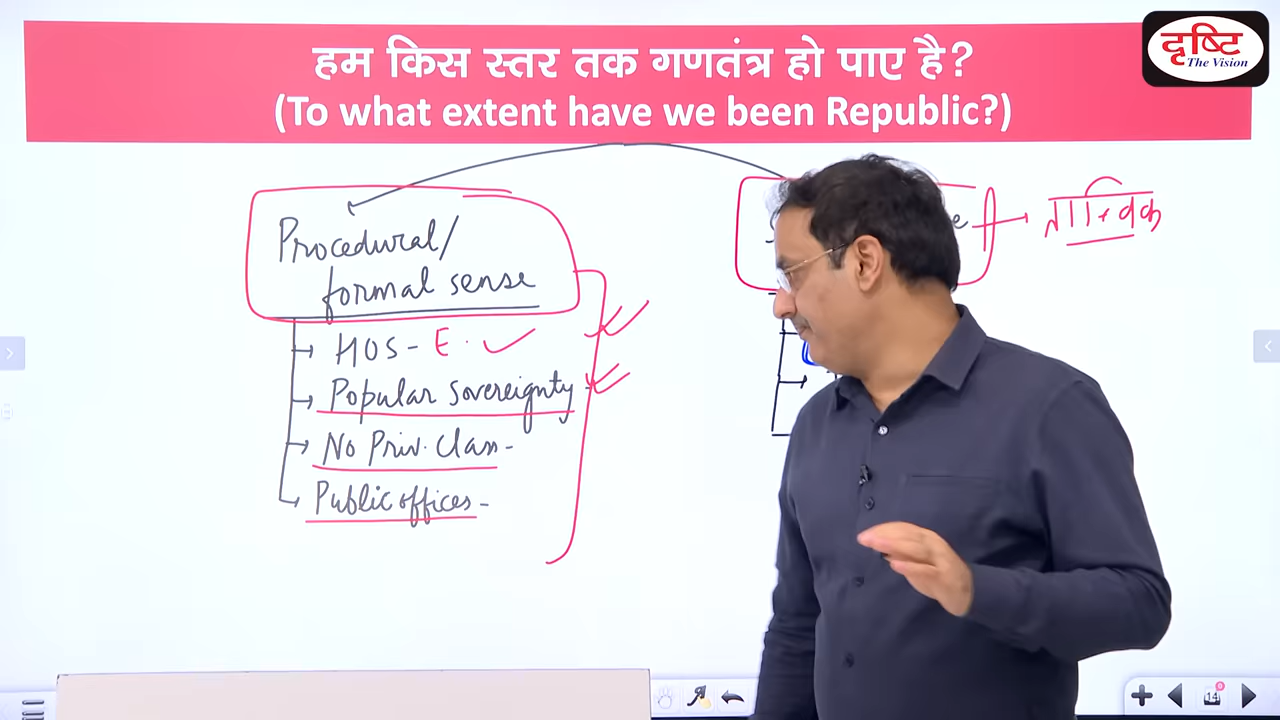 हम किस स्तर तक गणतंत्र हो पाए है?
(To what extent have we been Republic?)
दृष्टि
The Vision
Procedural/
formal sense
HOS - E.
Popular Sovereignty
No Priv. Class -
Public offices -
14